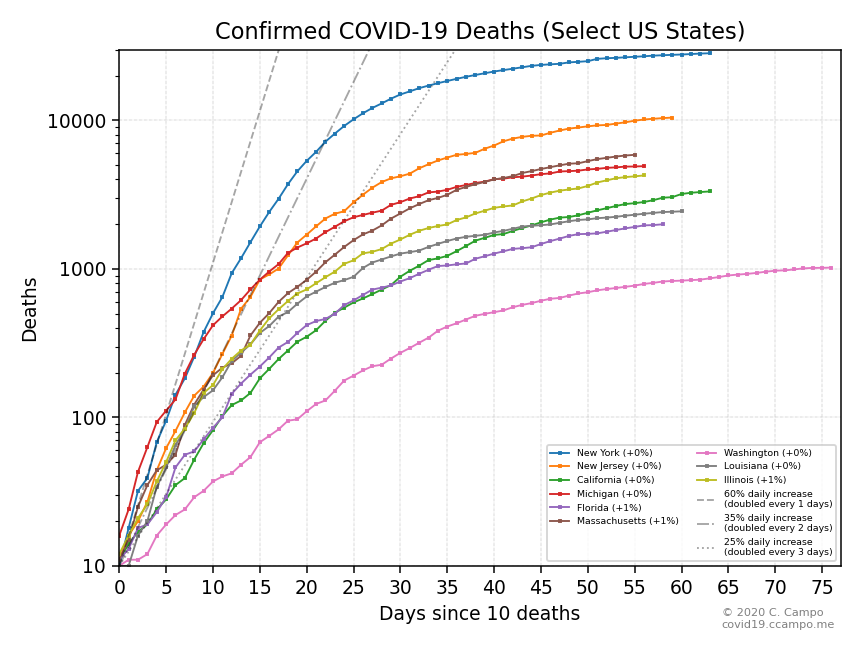 Confirmed COVID-19 Deaths (Select US States)
Deaths
10000
1000
100
10
0 5 10 15 20 25 30 35 40 45 50 55 60 65 70 75
Days since 10 deaths
New York (+0%)
New Jersey (+0%)
California (+0%)
Michigan (+0%)
Florida (+1%)
Massachusetts (+1%)
Washington (+0%)
Louisiana (+0%)
Illinois (+1%)
60% daily increase
(doubled every 1 days)
35% daily increase
(doubled every 2 days)
25% daily increase
(doubled every 3 days)
© 2020 C. Campo
covid19.ccampo.me